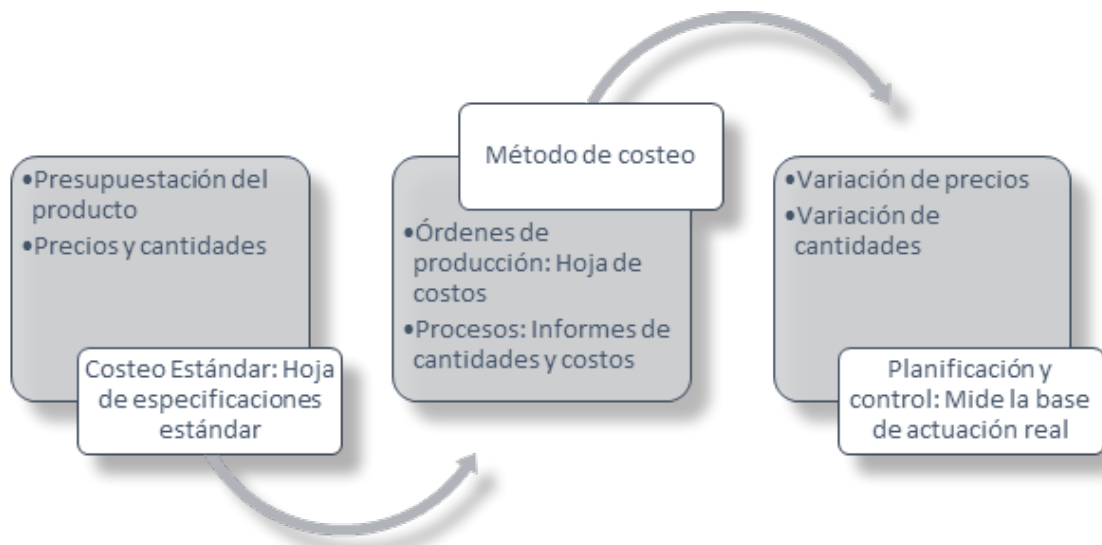 •Presupuestación del
producto
•Precios y cantidades
Costeo Estándar: Hoja
de especificaciones
estándar
Método de costeo
•Órdenes de
producción: Hoja de
costos
•Procesos: Informes de
cantidades y costos
•Variación de precios
•Variación de
cantidades
Planificación y
control: Mide la base
de actuación real